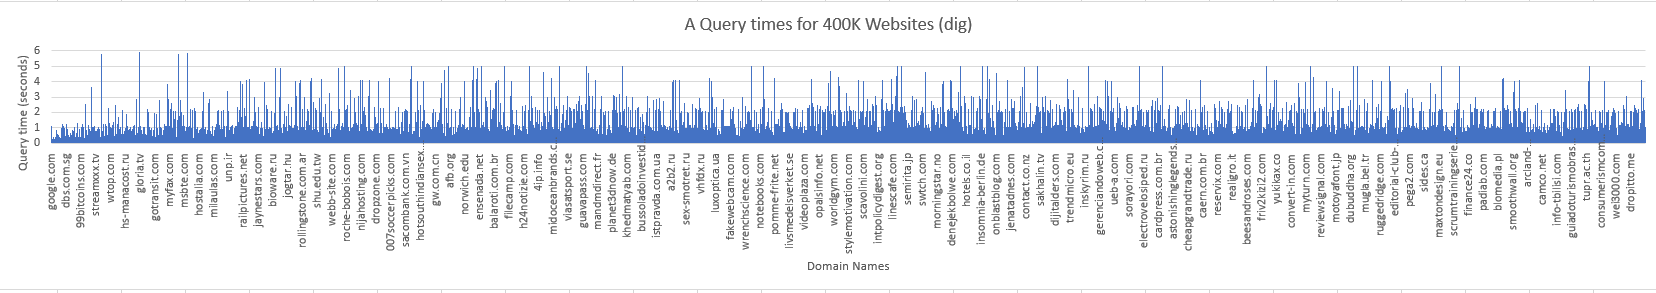 A Query times for 400K Websites (dig)
Query time (seconds)
6
5
4
3
2
1
0
google.com
dbs.com.sg
99bitcoins.com
streamxxx.tv
wtop.com
hs-manacost.ru
gloria.tv
gotransit.com
myfax.com
msbte.com
hostalia.com
milaulas.com
unp.ir
railpictures.net
jaynestars.com
bioware.ru
jogtar.hu
rollingstone.com.ar
shu.edu.tw
webb-site.com
roche-bobois.com
nijahosting.com
dropzone.com
007soccerpicks.com
sacombank.com.vn
hotsouthindiansex...
gw.com.cn
afb.org
norwich.edu
ensenada.net
balaroti.com.br
filecamp.com
h24notizie.com
4ip.info
midoceanbrands.c...
vlasatsport.se
guavapass.com
mandmdirect.fr
planet3dnow.de
khedmatyab.com
bussoladoinvestid...
istpravda.com.ua
a2b2.ru
sex-smotret.ru
vhfdx.ru
luxoptica.ua
fakewebcam.com
wrenchscience.com
notebooks.com
pomme-frite.net
livsmedelsverket.se
videoplaza.com
opalsinfo.net
worldgym.com
stylemotivation.com
scavolini.com
intpolicydigest.org
linescafe.com
semirita.jp
swtch.com
morningstar.no
denejekbolwe.com
hotels.co.il
insomnia-berlin.de
onblastblog.com
jenatadnes.com
contact.co.nz
sakhalin.tv
dijitalders.com
trendmicro.eu
inskyrim.ru
gerenciandoweb.c...
ueb-a.com
sorayori.com
electrovelosiped.ru
cardpress.com.br
astonishinglegends...
cheapgrandtrade.ru
caern.com.br
reservix.com
realigro.it
beesandroses.com
friv2kizi2.com
yukilax.co
convert-in.com
myturn.com
reviewsignal.com
motoyafont.jp
dubuddha.org
mugla.bel.tr
ruggedridge.com
editorial-club-...
pega2.com
sides.ca
maxtondesign.eu
scmtrainingserie...
finance24.co
padlab.com
blomedia.pl
smoothwall.org
arcland-...
camco.net
info-tbilisi.com
guiadoturismobras...
tupr.ac.th
consumerismcom...
wei3000.com
dropitto.me
Domain Names